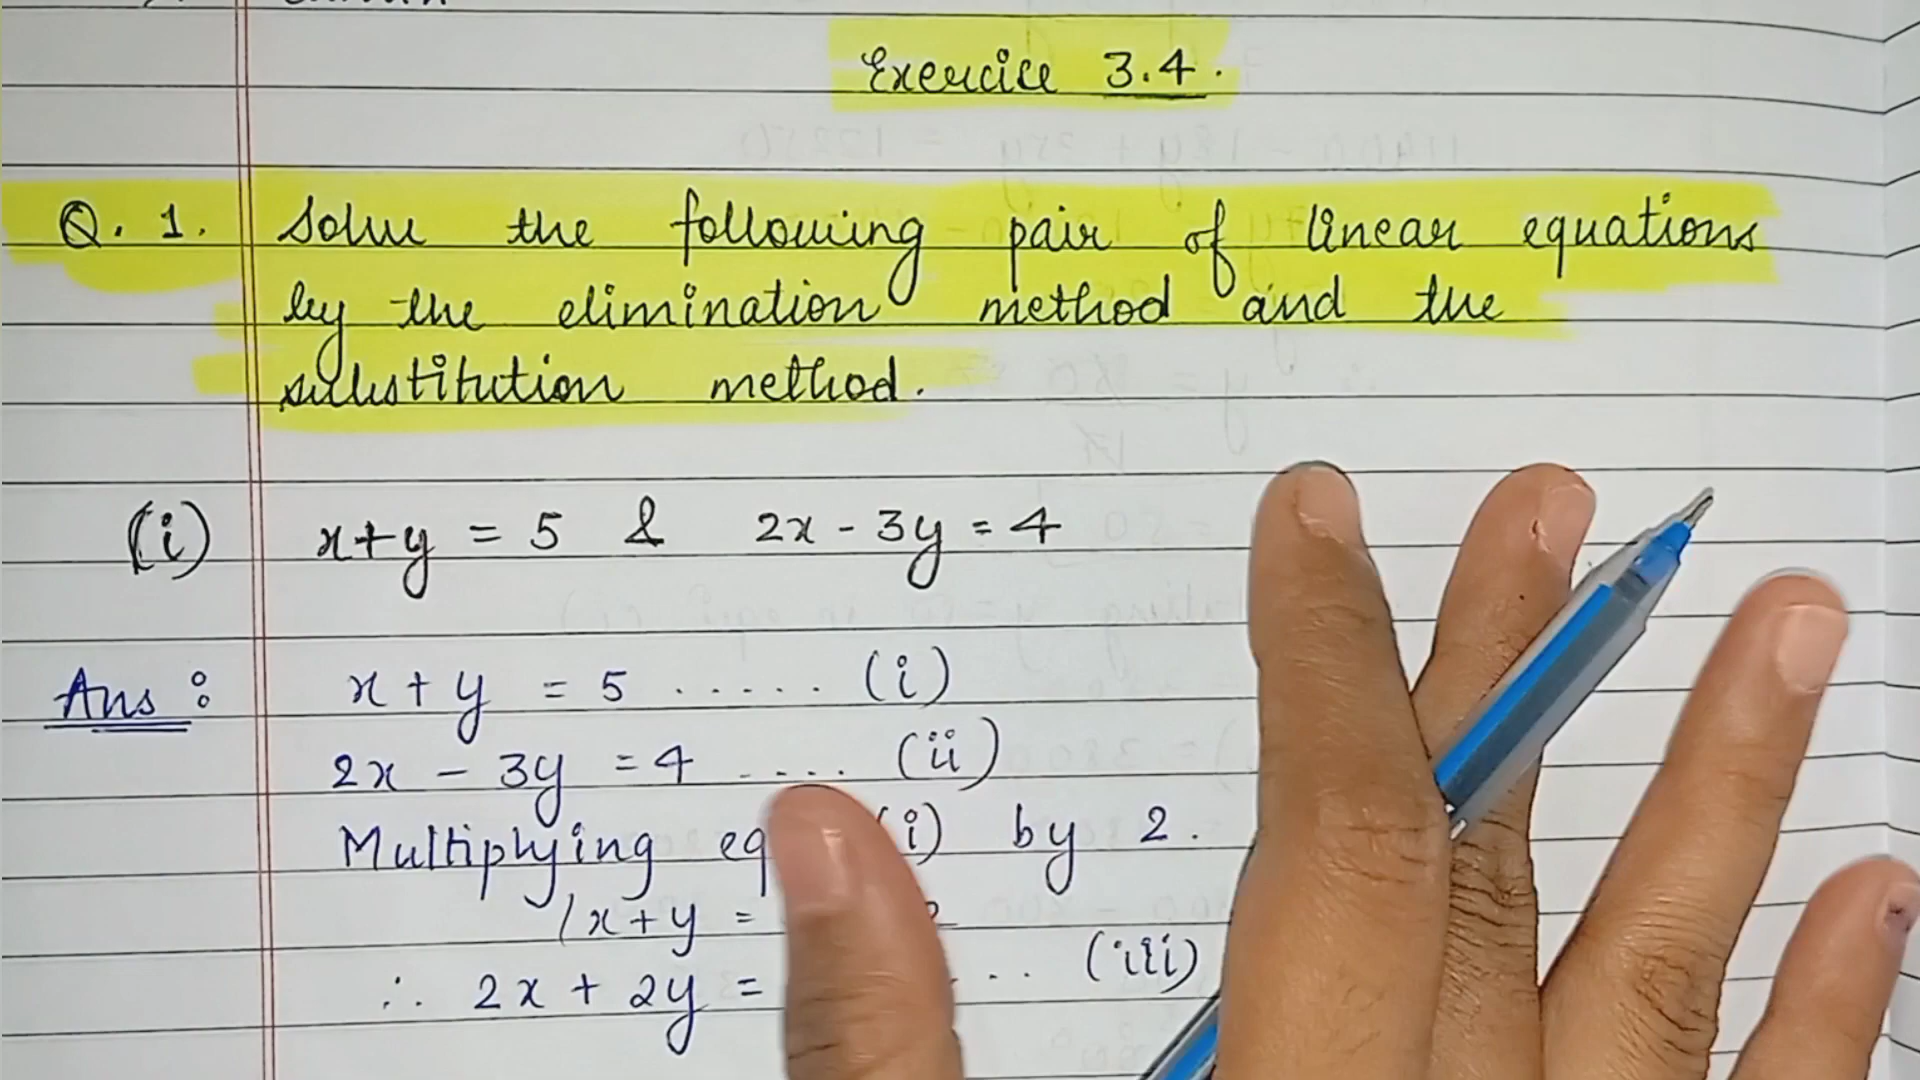 Exercise 3.4.
Q. 1. Solve the following pair of linear equations
by the elimination method and the
substitution method.
(i) x+y = 5 & 2x - 3y = 4
Ans: x + y = 5 ...... (i)
2x - 3y = 4 .... (ii)
Multiplying (i) by 2.
x + y =
∴ 2x + 2y = ... (iii)